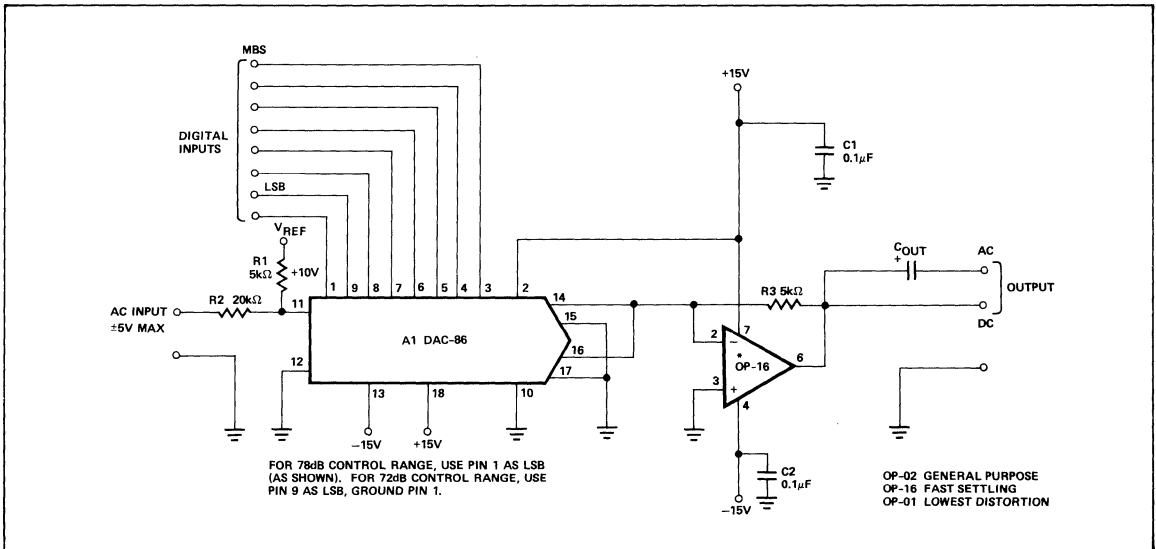 MBS
DIGITAL
INPUTS
LSB
VREF
R1
5kΩ
+10V
R2 20kΩ
AC INPUT
±5V MAX
1 9 8 7 6 5 4 3 2
11
12
A1 DAC-86
14
15
16
17
13
18
10
−15V
+15V
+15V
C1
0.1µF
R3 5kΩ
2
7
−
*
OP-16
6
3
+
4
COUT
+
AC
OUTPUT
DC
C2
0.1µF
−15V
FOR 78dB CONTROL RANGE, USE PIN 1 AS LSB
(AS SHOWN). FOR 72dB CONTROL RANGE, USE
PIN 9 AS LSB, GROUND PIN 1.
OP-02 GENERAL PURPOSE
OP-16 FAST SETTLING
OP-01 LOWEST DISTORTION